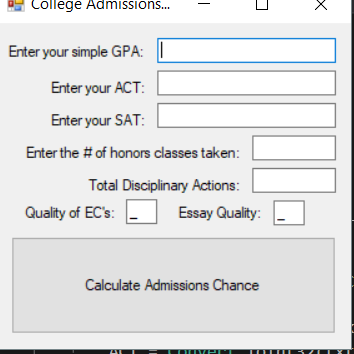 College Admissions...
Enter your simple GPA:
Enter your ACT:
Enter your SAT:
Enter the # of honors classes taken:
Total Disciplinary Actions:
Quality of EC's: _ Essay Quality: _
Calculate Admissions Chance